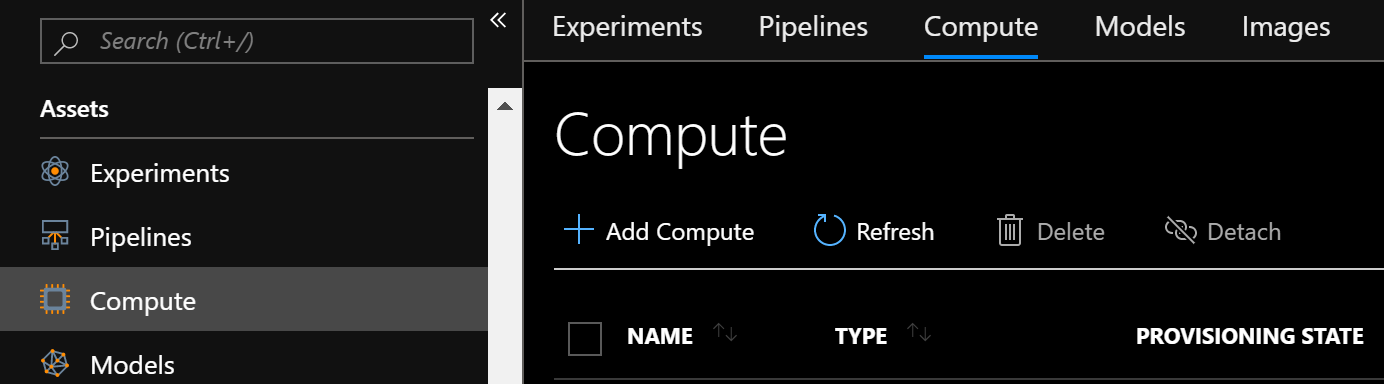 Search (Ctrl+/)
Assets
Experiments
Pipelines
Compute
Models
Experiments Pipelines Compute Models Images
Compute
Add Compute Refresh Delete Detach
NAME TYPE PROVISIONING STATE